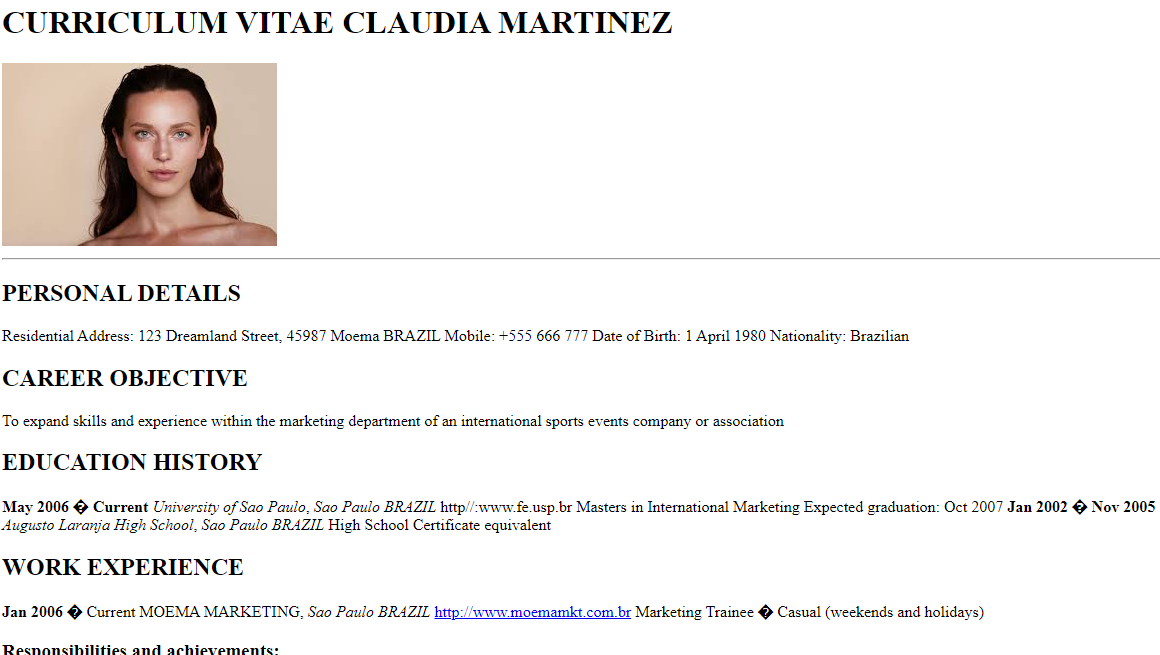 CURRICULUM VITAE CLAUDIA MARTINEZ
PERSONAL DETAILS
Residential Address: 123 Dreamland Street, 45987 Moema BRAZIL Mobile: +555 666 777 Date of Birth: 1 April 1980 Nationality: Brazilian
CAREER OBJECTIVE
To expand skills and experience within the marketing department of an international sports events company or association
EDUCATION HISTORY
May 2006 � Current University of Sao Paulo, Sao Paulo BRAZIL http//:www.fe.usp.br Masters in International Marketing Expected graduation: Oct 2007 Jan 2002 � Nov 2005
Augusto Laranja High School, Sao Paulo BRAZIL High School Certificate equivalent
WORK EXPERIENCE
Jan 2006 � Current MOEMA MARKETING, Sao Paulo BRAZIL http://www.moemamkt.com.br Marketing Trainee � Casual (weekends and holidays)
Responsibilities and achievements: